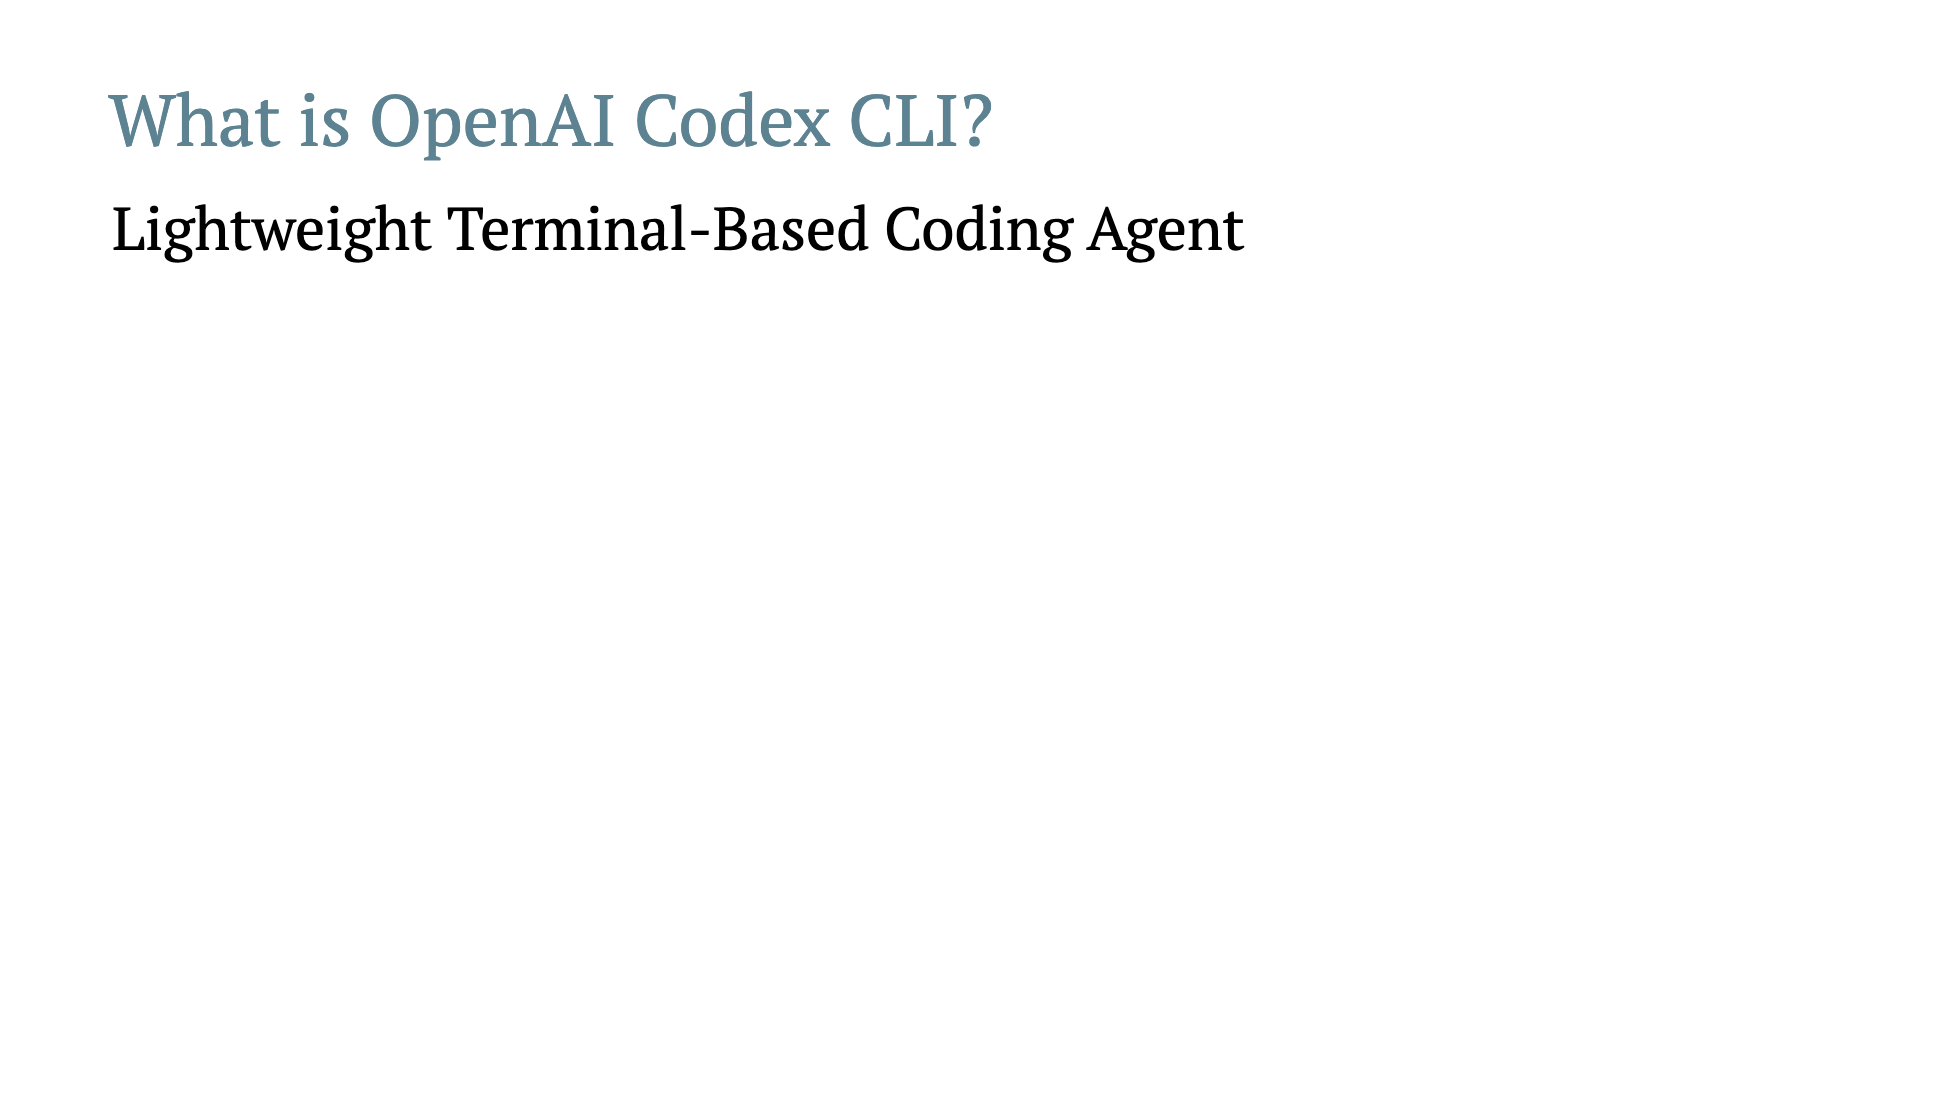 What is OpenAI Codex CLI?
Lightweight Terminal-Based Coding Agent